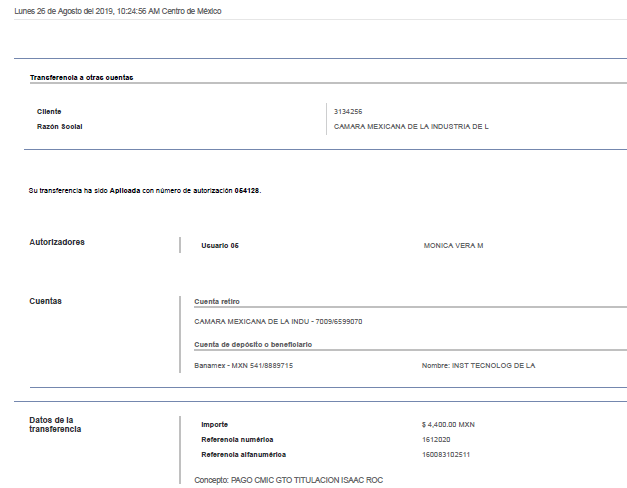 Lunes 26 de Agosto del 2019, 10:24:56 AM Centro de México
Transferencia a otras cuentas
Cliente 3134256
Razón Social CAMARA MEXICANA DE LA INDUSTRIA DE L
Su transferencia ha sido Aplicada con número de autorización 054128.
Autorizadores Usuario 06 MONICA VERA M
Cuentas Cuenta retiro
CAMARA MEXICANA DE LA INDU - 7009/6599070
Cuenta de depósito o beneficiario
Banamex - MXN 541/8889715 Nombre: INST TECNOLOG DE LA
Datos de la
transferencia
Importe $ 4,400.00 MXN
Referencia numérica 1612020
Referencia alfanumérica 160083102511
Concepto: PAGO CMIC GTO TITULACION ISAAC ROC